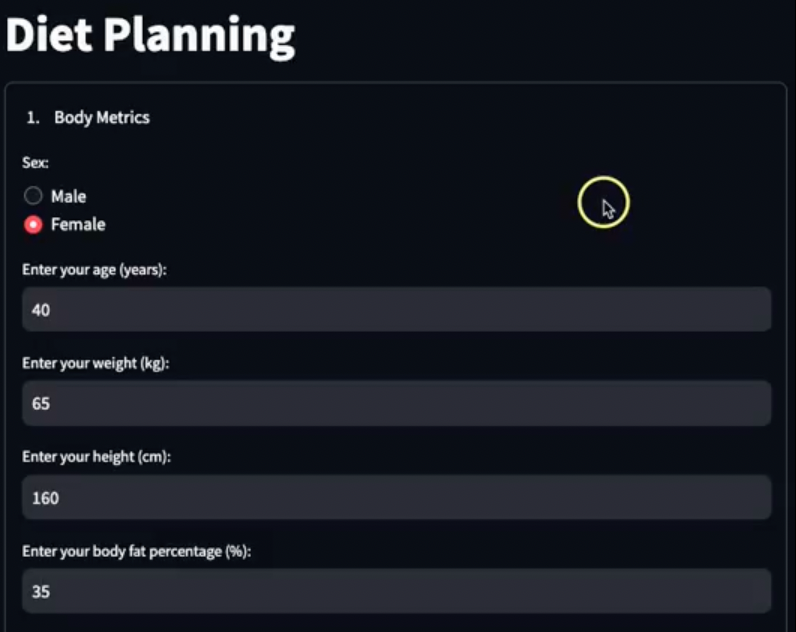 Diet Planning
1. Body Metrics
Sex:
Male
Female
Enter your age (years):
40
Enter your weight (kg):
65
Enter your height (cm):
160
Enter your body fat percentage (%):
35